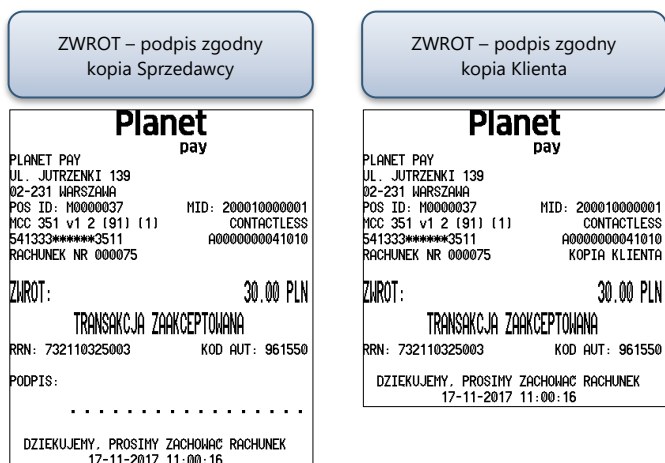 ZWROT – podpis zgodny
kopia Sprzedawcy
Planet
pay
PLANET PAY
UL. JUTRZENKI 139
02-231 WARSZAWA
POS ID: M0000037 MID: 200010000001
MCC 351 v1 2 [91] [1] CONTACTLESS
541333******3511 A0000000041010
RACHUNEK NR 000075
ZWROT: 30.00 PLN
TRANSAKCJA ZAAKCEPTOWANA
RRN: 732110325003 KOD AUT: 961550
PODPIS:
. . . . . . . . . . . . . . . . .
DZIEKUJEMY, PROSIMY ZACHOWAC RACHUNEK
17-11-2017 11:00:16
ZWROT – podpis zgodny
kopia Klienta
Planet
pay
PLANET PAY
UL. JUTRZENKI 139
02-231 WARSZAWA
POS ID: M0000037 MID: 200010000001
MCC 351 v1 2 [91] [1] CONTACTLESS
541333******3511 A0000000041010
RACHUNEK NR 000075 KOPIA KLIENTA
ZWROT: 30.00 PLN
TRANSAKCJA ZAAKCEPTOWANA
RRN: 732110325003 KOD AUT: 961550
DZIEKUJEMY, PROSIMY ZACHOWAC RACHUNEK
17-11-2017 11:00:16